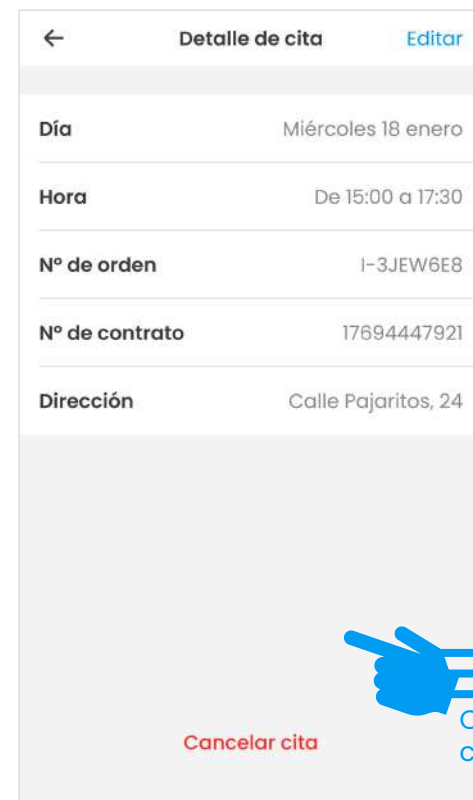 Detalle de cita Editar
Día Miércoles 18 enero
Hora De 15:00 a 17:30
Nº de orden I-3JEW6E8
Nº de contrato 17694447921
Dirección Calle Pajaritos, 24
Cancelar cita